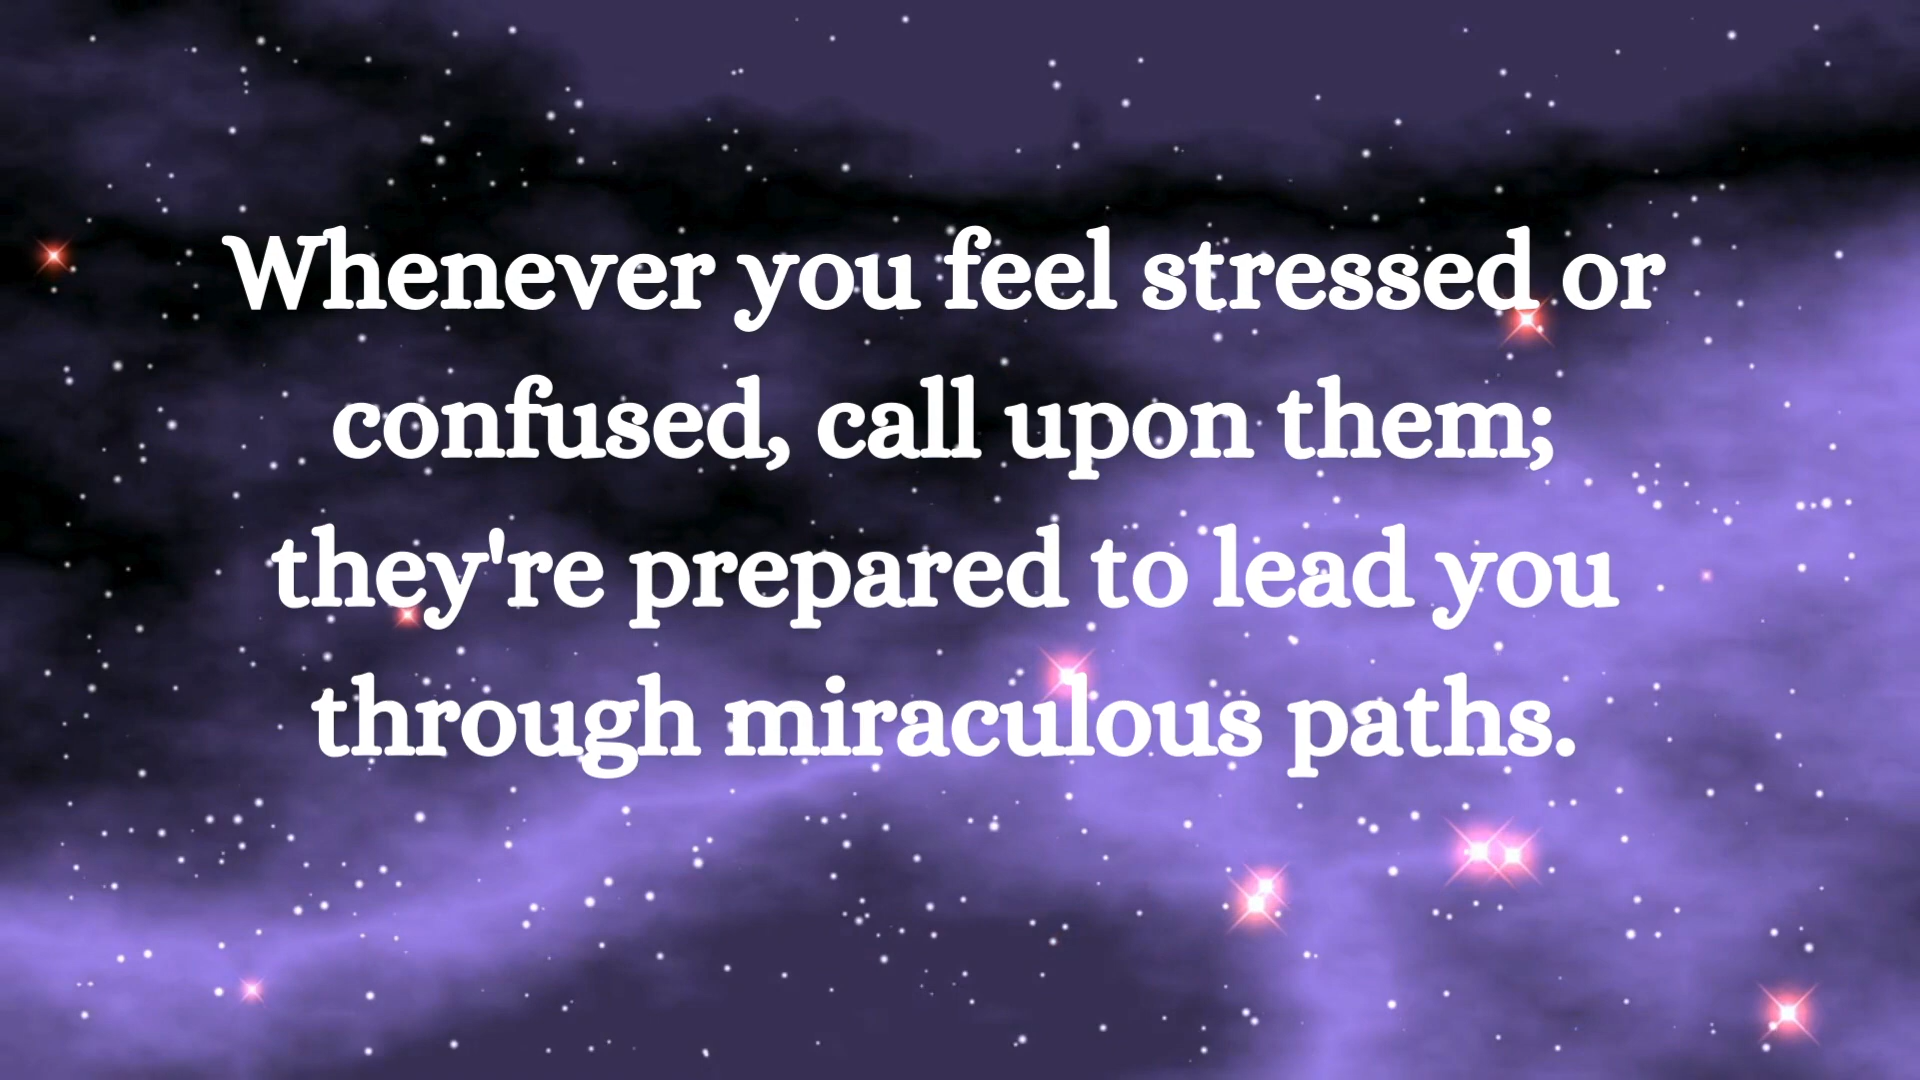 Whenever you feel stressed or
confused, call upon them;
they're prepared to lead you
through miraculous paths.